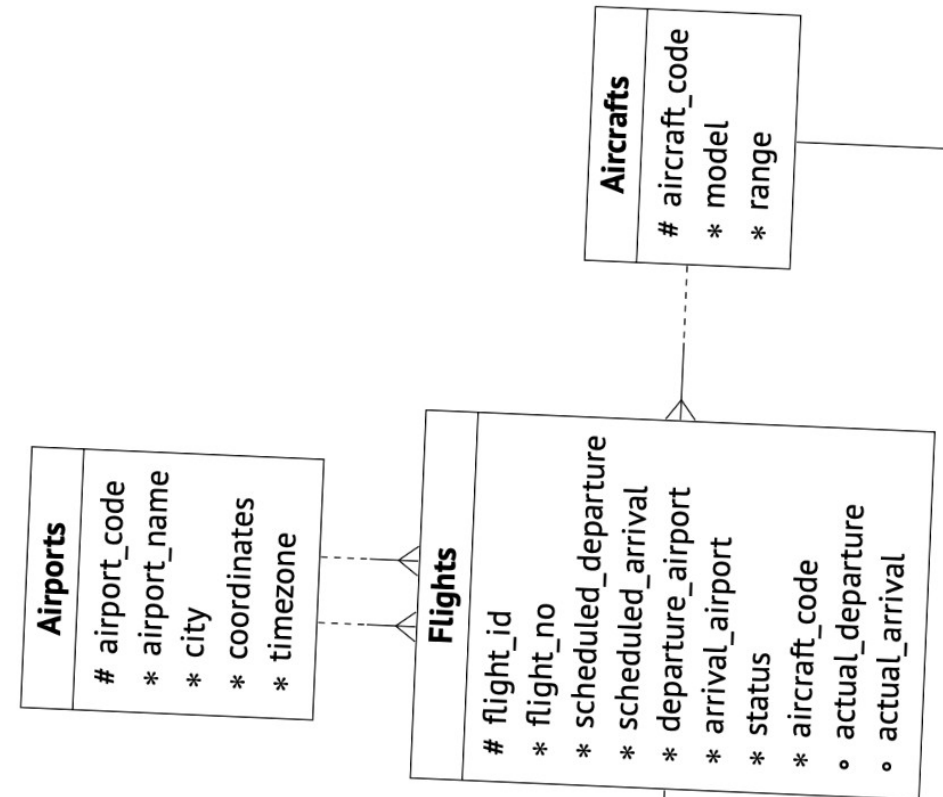 Airports
# airport_code
* airport_name
* city
* coordinates
* timezone
Flights
# flight_id
* flight_no
* scheduled_departure
* scheduled_arrival
* departure_airport
* arrival_airport
* status
* aircraft_code
° actual_departure
° actual_arrival
Aircrafts
# aircraft_code
* model
* range